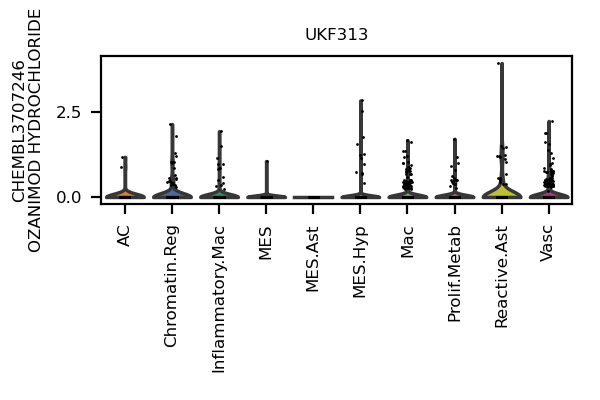 UKF313
CHEMBL3707246
OZANIMOD HYDROCHLORIDE
2.5
0.0
AC
Chromatin.Reg
Inflammatory.Mac
MES
MES.Ast
MES.Hyp
Mac
Prolif.Metab
Reactive.Ast
Vasc